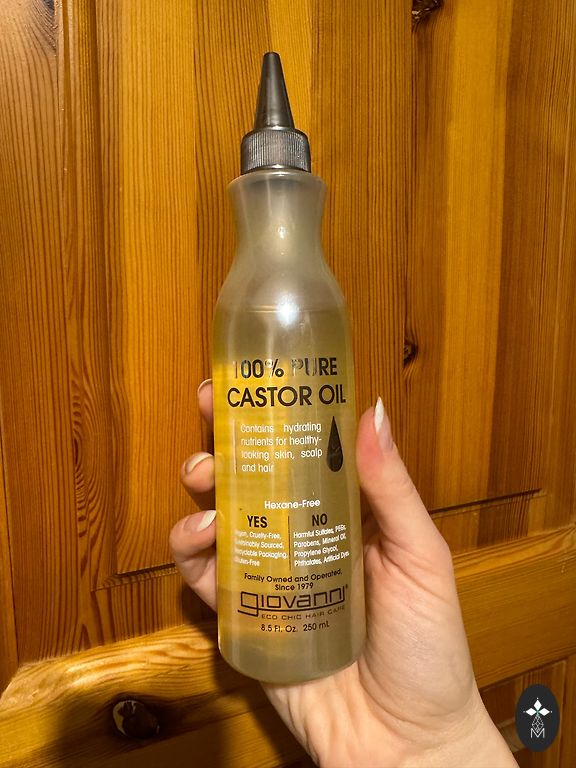 100% PURE
CASTOR OIL
Contains hydrating
nutrients for healthy-
looking skin, scalp
and hair
Hexane-Free
YES
Vegan, Cruelty-Free,
Sustainably Sourced,
Recyclable Packaging,
Gluten-Free
NO
Harmful Sulfates, PEGs,
Parabens, Mineral Oil,
Propylene Glycol,
Phthalates, Artificial Dyes
Family Owned and Operated,
Since 1979
giovanni®
ECO CHIC HAIR CARE
8.5 Fl. Oz. 250 mL
M